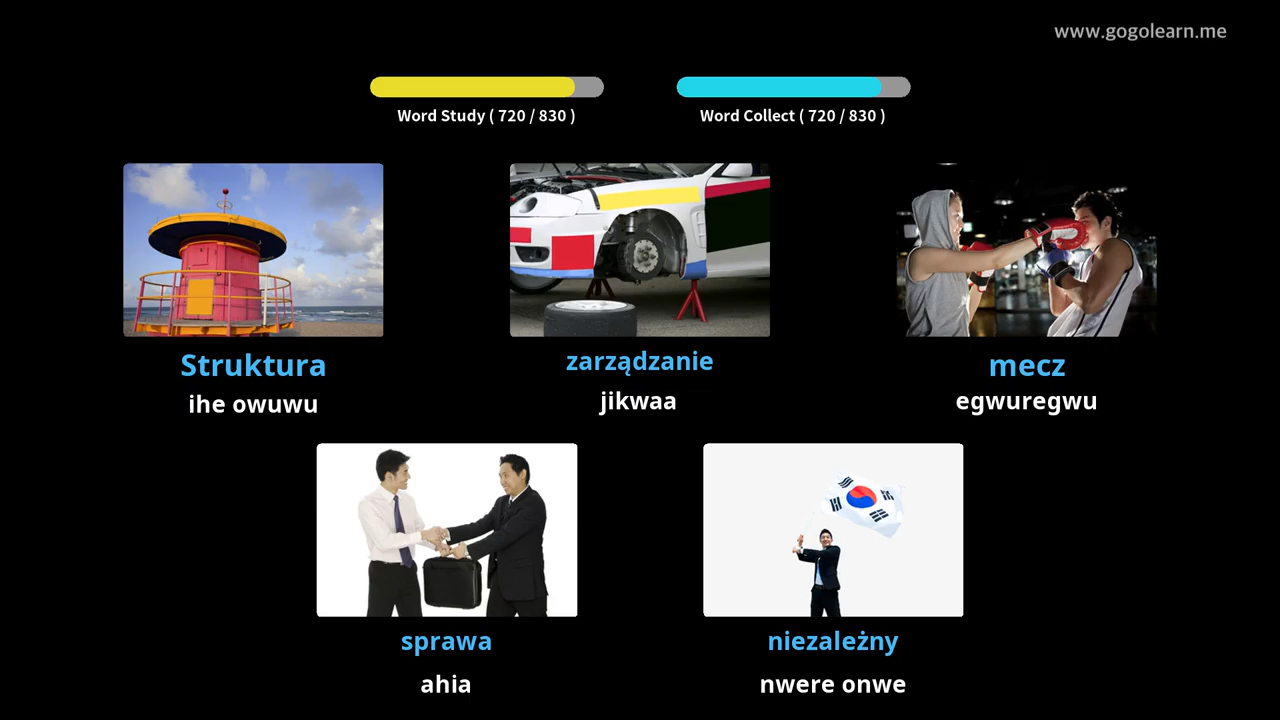 www.gogolearn.me
Word Study ( 720 / 830 )
Word Collect ( 720 / 830 )
Struktura
ihe owuwu
zarządzanie
jikwaa
mecz
egwuregwu
sprawa
ahia
niezależny
nwere onwe